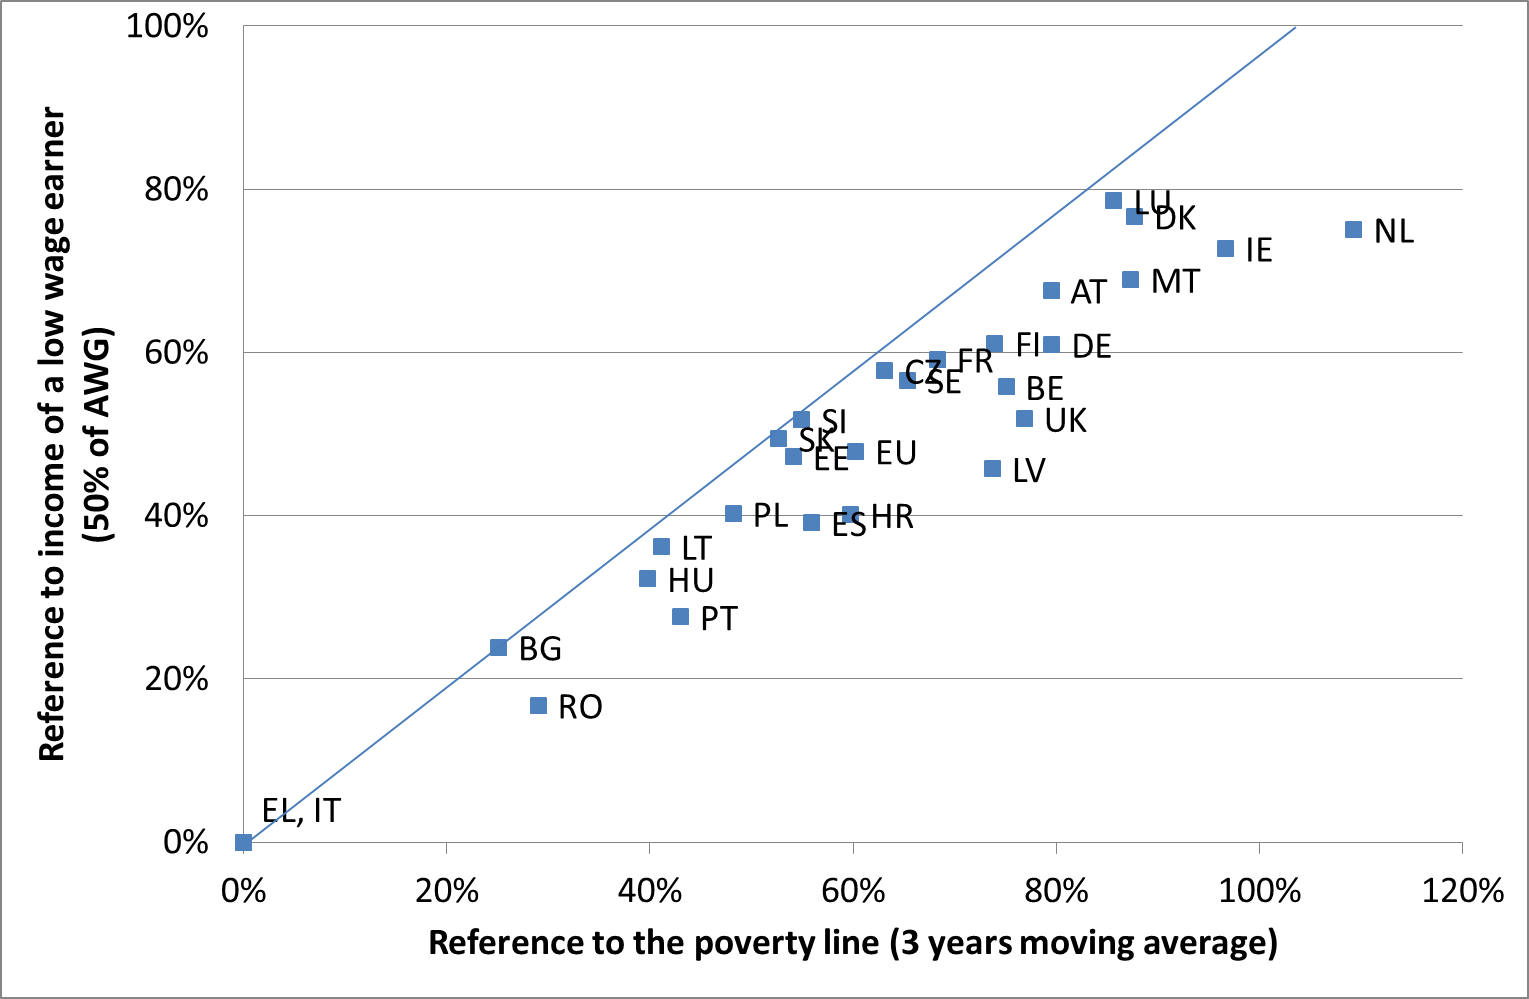 100%
80%
60%
40%
20%
0%
Reference to income of a low wage earner
(50% of AWG)
LU
DK
NL
IE
MT
AT
FI
DE
FR
CZ
SE
BE
UK
SI
SK
EE
EU
LV
PL
ES
HR
LT
HU
PT
BG
RO
EL, IT
0%
20%
40%
60%
80%
100%
120%
Reference to the poverty line (3 years moving average)